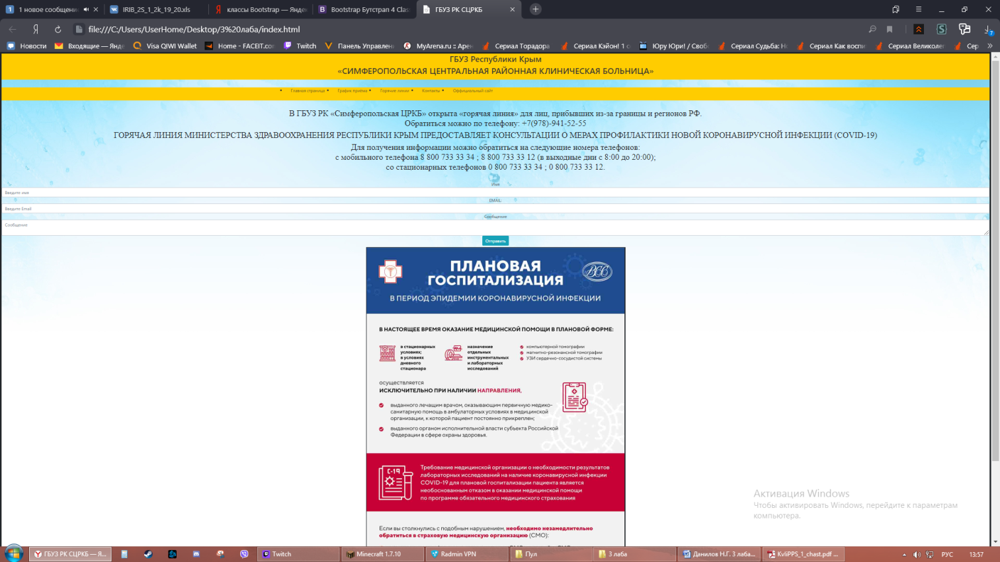 1 новое сообщени
IRIB_2S_1_2k_19_20.xls
классы Bootstrap — Яндек
Bootstrap Бутстрап 4 Clas
ГБУЗ РК СЦРКБ
file:///C:/Users/UserHome/Desktop/3%20лаба/index.html
7
Новости
Входящие — Янде
Visa QIWI Wallet
Home - FACEIT.co
Twitch
Панель Управлен
MyArena.ru :: Арен
Сериал Торадора
Сериал Кэйон! 1 с
Юру Юри! / Своб
Сериал Судьба: Н
Сериал Как воспи
Сериал Великоле
Сер
ГБУЗ Республики Крым
«СИМФЕРОПОЛЬСКАЯ ЦЕНТРАЛЬНАЯ РАЙОННАЯ КЛИНИЧЕСКАЯ БОЛЬНИЦА»
• Главная страница • График приёма • Горячие линии • Контакты • Оффициальный сайт
В ГБУЗ РК «Симферопольская ЦРКБ» открыта «горячая линия» для лиц, прибывших из-за границы и регионов РФ.
Обратиться можно по телефону: +7(978)-941-52-55
ГОРЯЧАЯ ЛИНИЯ МИНИСТЕРСТВА ЗДРАВООХРАНЕНИЯ РЕСПУБЛИКИ КРЫМ ПРЕДОСТАВЛЯЕТ КОНСУЛЬТАЦИИ О МЕРАХ ПРОФИЛАКТИКИ НОВОЙ КОРОНАВИРУСНОЙ ИНФЕКЦИИ (COVID-19)
Для получения информации можно обратиться на следующие номера телефонов:
с мобильного телефона 8 800 733 33 34 ; 8 800 733 33 12 (в выходные дни с 8:00 до 20:00);
со стационарных телефонов 0 800 733 33 34 ; 0 800 733 33 12.
Имя
Введите имя
EMAIL:
Введите Email
Сообщение
Сообщение
Отправить
ПЛАНОВАЯ
ГОСПИТАЛИЗАЦИЯ
ВСС
В ПЕРИОД ЭПИДЕМИИ КОРОНАВИРУСНОЙ ИНФЕКЦИИ
В НАСТОЯЩЕЕ ВРЕМЯ ОКАЗАНИЕ МЕДИЦИНСКОЙ ПОМОЩИ В ПЛАНОВОЙ ФОРМЕ:
в стационарных
условиях;
в условиях
дневного
стационара
назначение
отдельных
инструментальных
и лабораторных
исследований
компьютерной томографии
магнитно-резонансной томографии
УЗИ сердечно-сосудистой системы
осуществляется
ИСКЛЮЧИТЕЛЬНО ПРИ НАЛИЧИИ НАПРАВЛЕНИЯ,
выданного лечащим врачом, оказывающим первичную медико-
санитарную помощь в амбулаторных условиях в медицинской
организации, к которой пациент постоянно прикреплен;
выданного органом исполнительной власти субъекта Российской
Федерации в сфере охраны здоровья.
C-19
Требование медицинской организации о необходимости результатов
лабораторных исследований на наличие коронавирусной инфекции
COVID-19 для плановой госпитализации пациента является
необоснованным отказом в оказании медицинской помощи
по программе обязательного медицинского страхования
Если вы столкнулись с подобным нарушением, необходимо незамедлительно
обратиться в страховую медицинскую организацию (СМО):
Активация Windows
Чтобы активировать Windows, перейдите к параметрам
компьютера.
ГБУЗ РК СЦРКБ — Я...
Twitch
Minecraft 1.7.10
Radmin VPN
Пул
3 лаба
Данилов Н.Г. 3 лаба...
KvIiPPS_1_chast.pdf ...
РУС
13:57